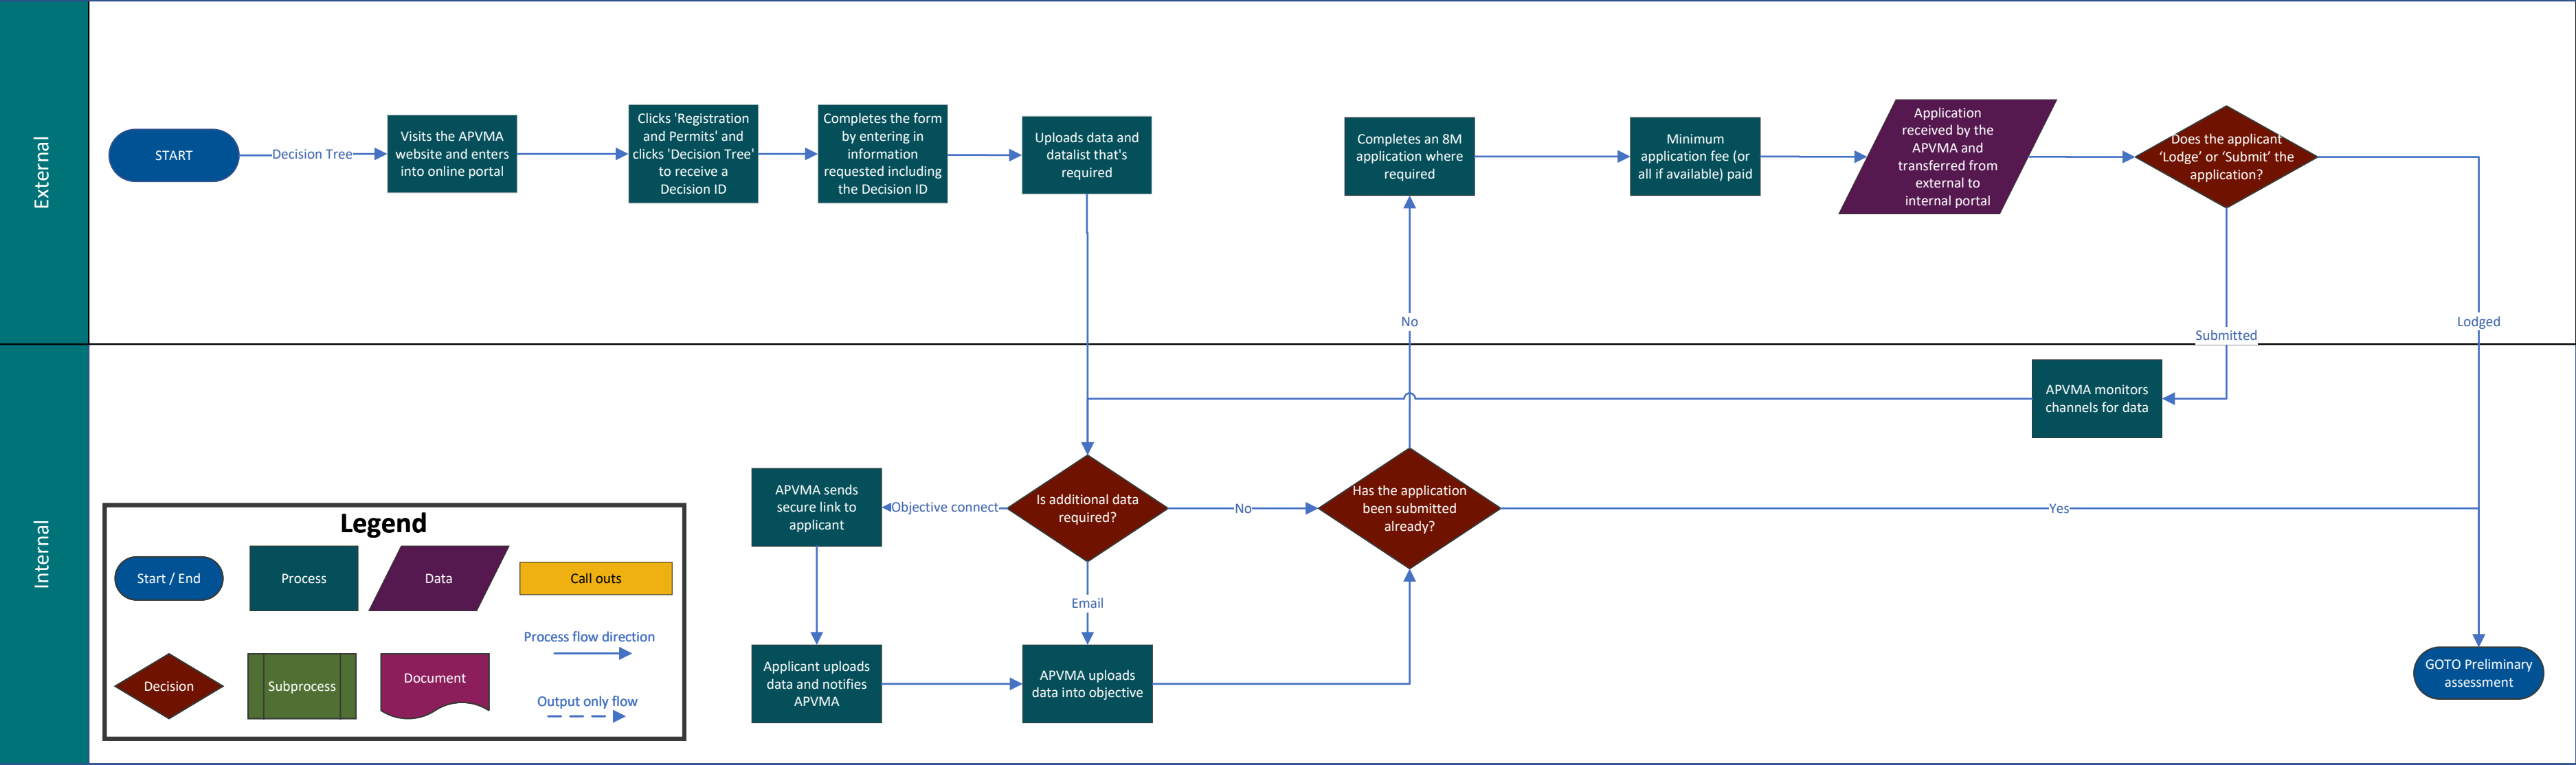 External
START
Decision Tree
Visits the APVMA
website and enters
into online portal
Clicks 'Registration
and Permits' and
clicks 'Decision Tree'
to receive a
Decision ID
Completes the form
by entering in
information
requested including
the Decision ID
Uploads data and
datalist that's
required
Completes an 8M
application where
required
Minimum
application fee (or
all if available) paid
Application
received by the
APVMA and
transferred from
external to
internal portal
Does the applicant
‘Lodge’ or ‘Submit’ the
application?
No
Submitted
Lodged
Internal
APVMA monitors
channels for data
APVMA sends
secure link to
applicant
Objective connect
Is additional data
required?
No
Has the application
been submitted
already?
Yes
Email
Applicant uploads
data and notifies
APVMA
APVMA uploads
data into objective
GOTO Preliminary
assessment
Legend
Start / End
Process
Data
Call outs
Process flow direction
Decision
Subprocess
Document
Output only flow